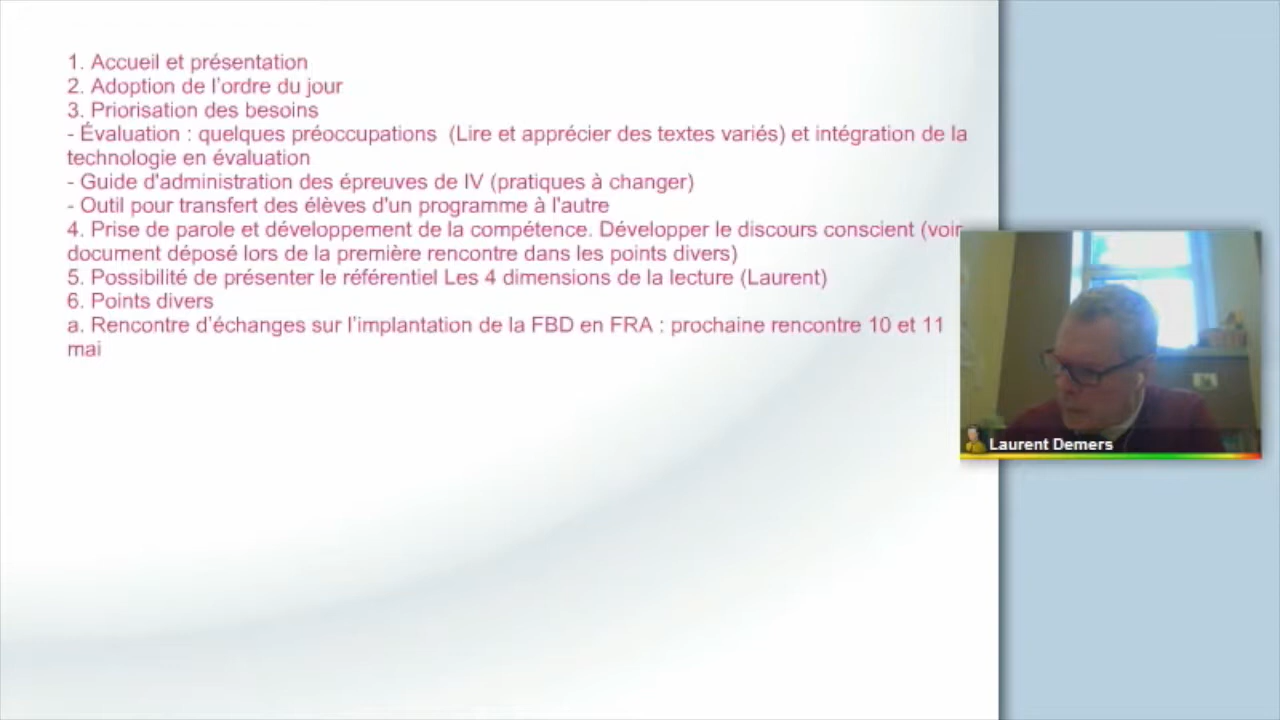 1. Accueil et présentation
2. Adoption de l'ordre du jour
3. Priorisation des besoins
- Évaluation : quelques préoccupations  (Lire et apprécier des textes variés) et intégration de la
technologie en évaluation
- Guide d'administration des épreuves de IV (pratiques à changer)
- Outil pour transfert des élèves d'un programme à l'autre
4. Prise de parole et développement de la compétence. Développer le discours conscient (voir
document déposé lors de la première rencontre dans les points divers)
5. Possibilité de présenter le référentiel Les 4 dimensions de la lecture (Laurent)
6. Points divers
a. Rencontre d'échanges sur l'implantation de la FBD en FRA : prochaine rencontre 10 et 11
mai
Laurent Demers